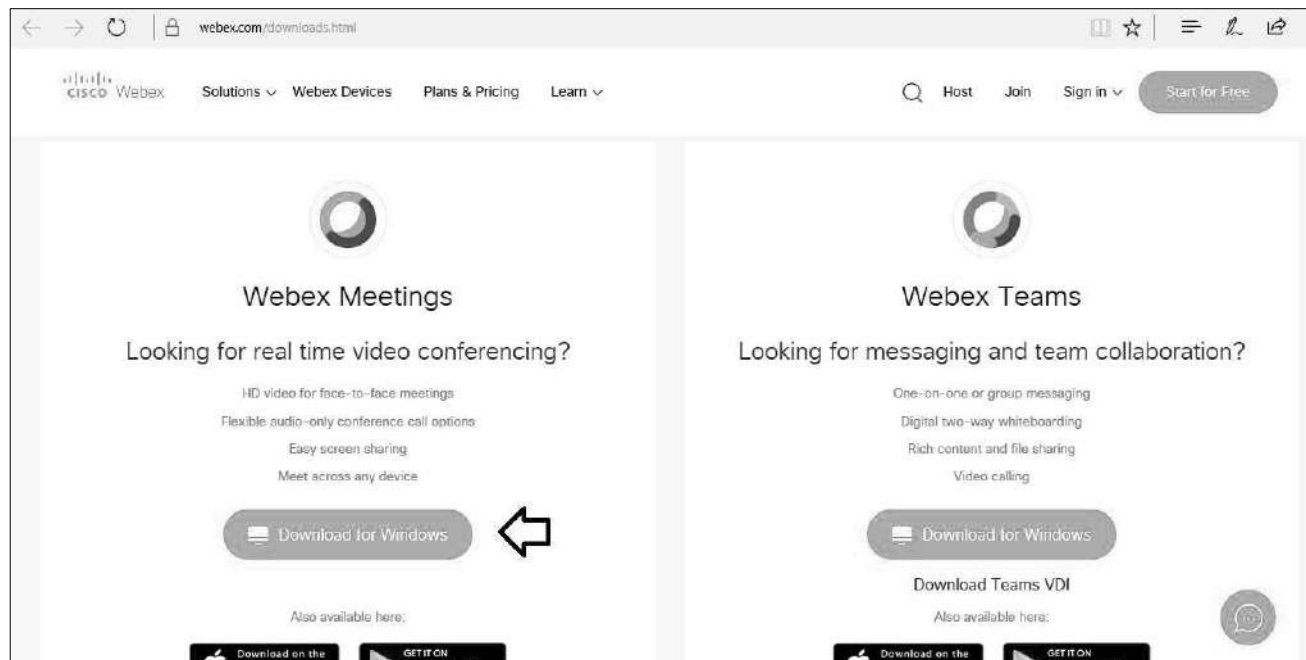 webex.com/downloads.html
cisco Webex Solutions Webex Devices Plans & Pricing Learn Host Join Sign in Start for Free
Webex Meetings
Looking for real time video conferencing?
HD video for face-to-face meetings
Flexible audio-only conference call options
Easy screen sharing
Meet across any device
Download for Windows
Also available here:
Download on the
GET IT ON
Webex Teams
Looking for messaging and team collaboration?
One-on-one or group messaging
Digital two-way whiteboarding
Rich content and file sharing
Video calling
Download for Windows
Download Teams VDI
Also available here:
Download on the
GET IT ON